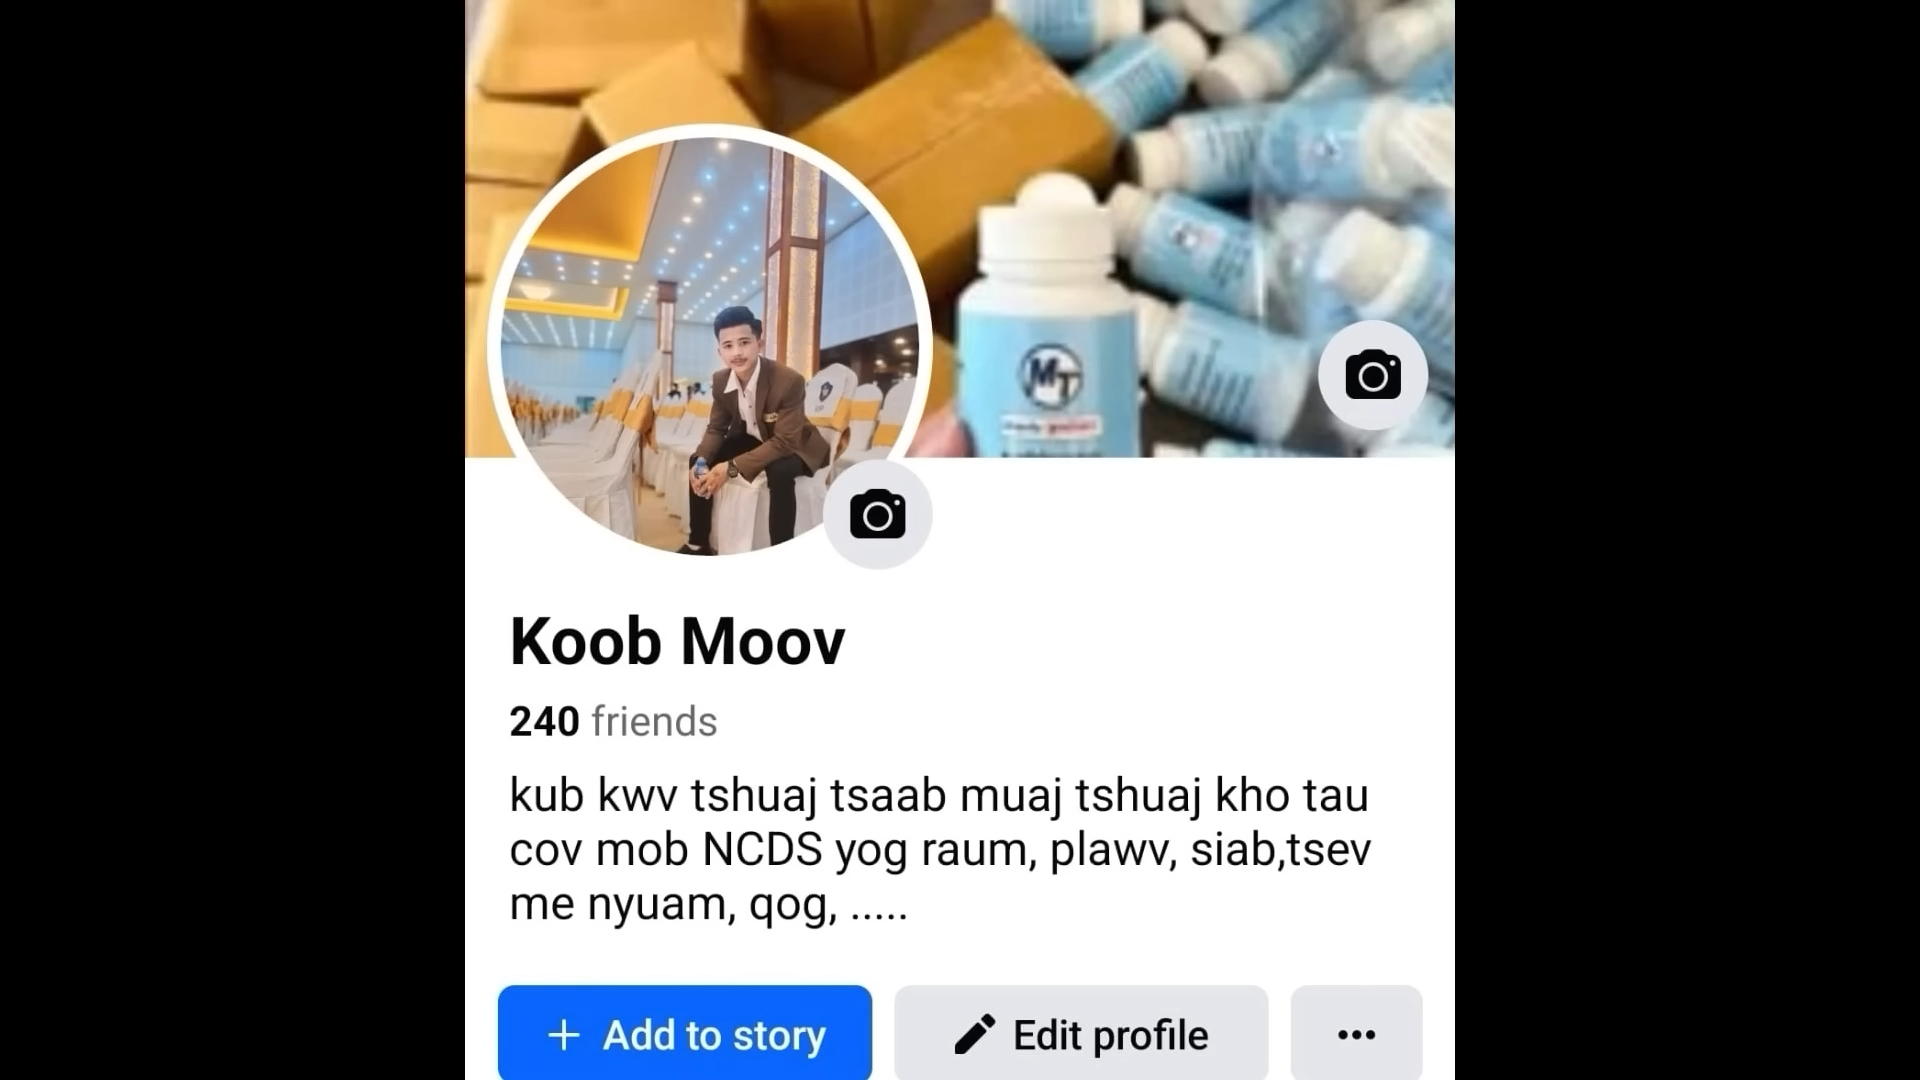 MT
Koob Moov
240 friends
kub kwv tshuaj tsaab muaj tshuaj kho tau
cov mob NCDS yog raum, plawv, siab,tsev
me nyuam, qog, .....
+ Add to story
Edit profile